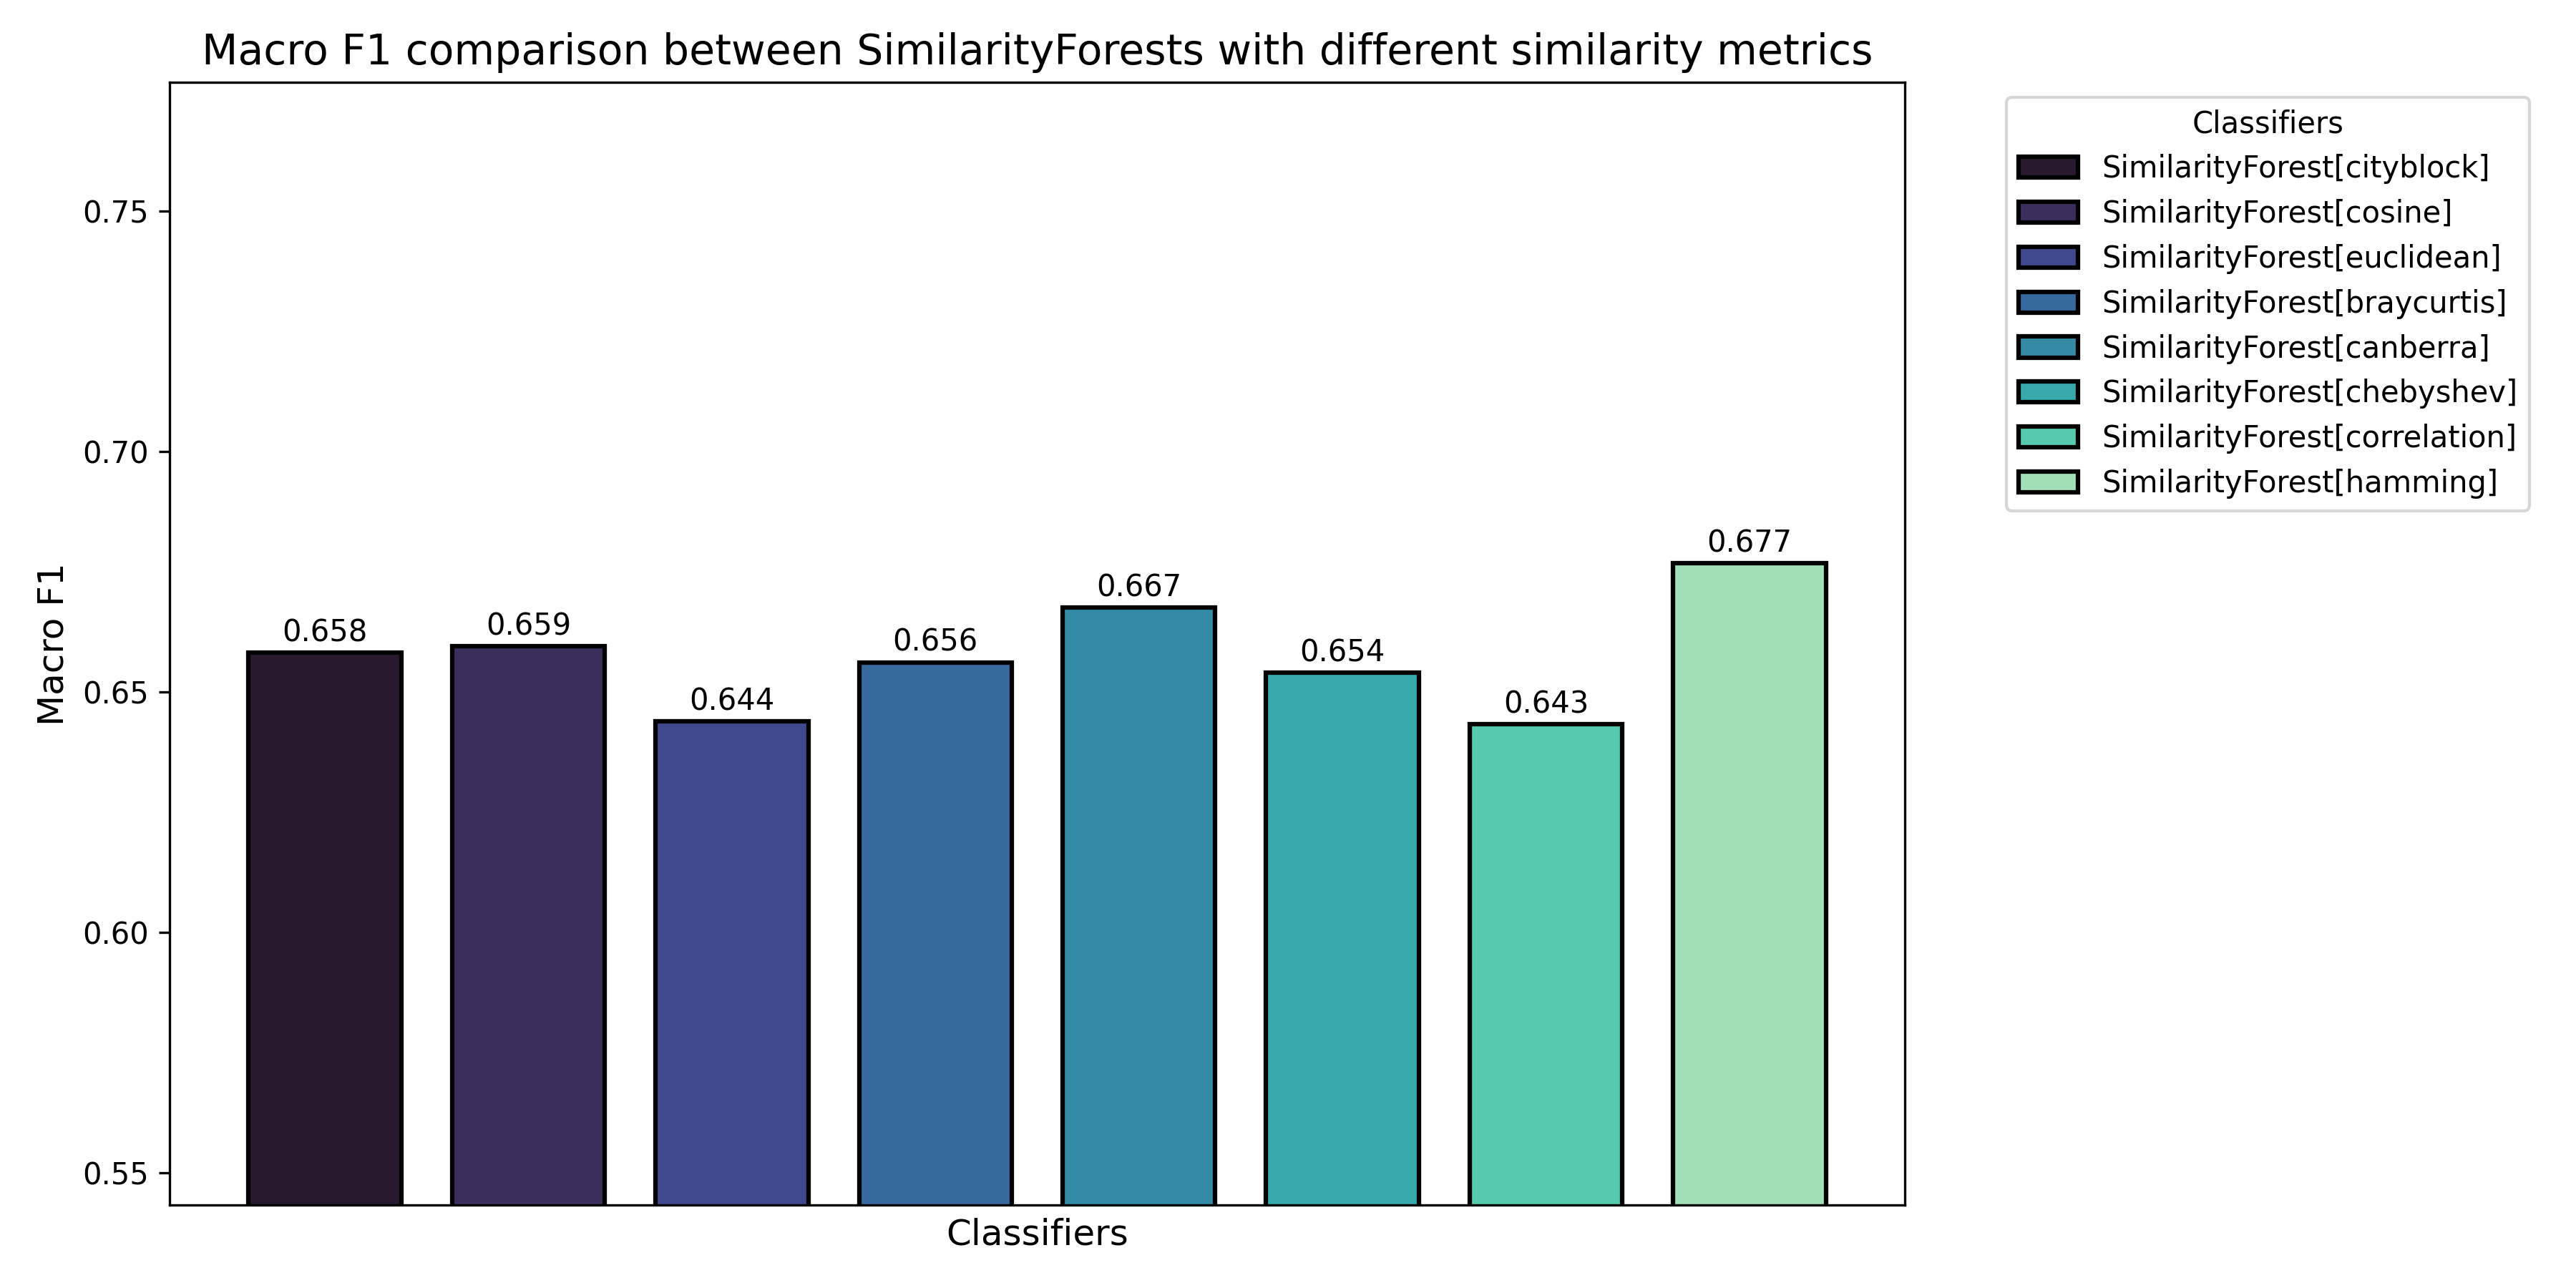 Macro F1 comparison between SimilarityForests with different similarity metrics
Macro F1
0.75
0.70
0.65
0.60
0.55
0.658
0.659
0.644
0.656
0.667
0.654
0.643
0.677
Classifiers
Classifiers
SimilarityForest[cityblock]
SimilarityForest[cosine]
SimilarityForest[euclidean]
SimilarityForest[braycurtis]
SimilarityForest[canberra]
SimilarityForest[chebyshev]
SimilarityForest[correlation]
SimilarityForest[hamming]